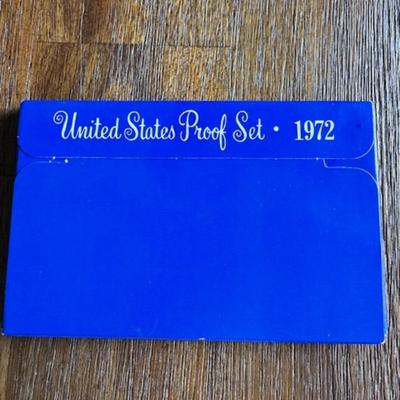 United States Proof Set · 1972